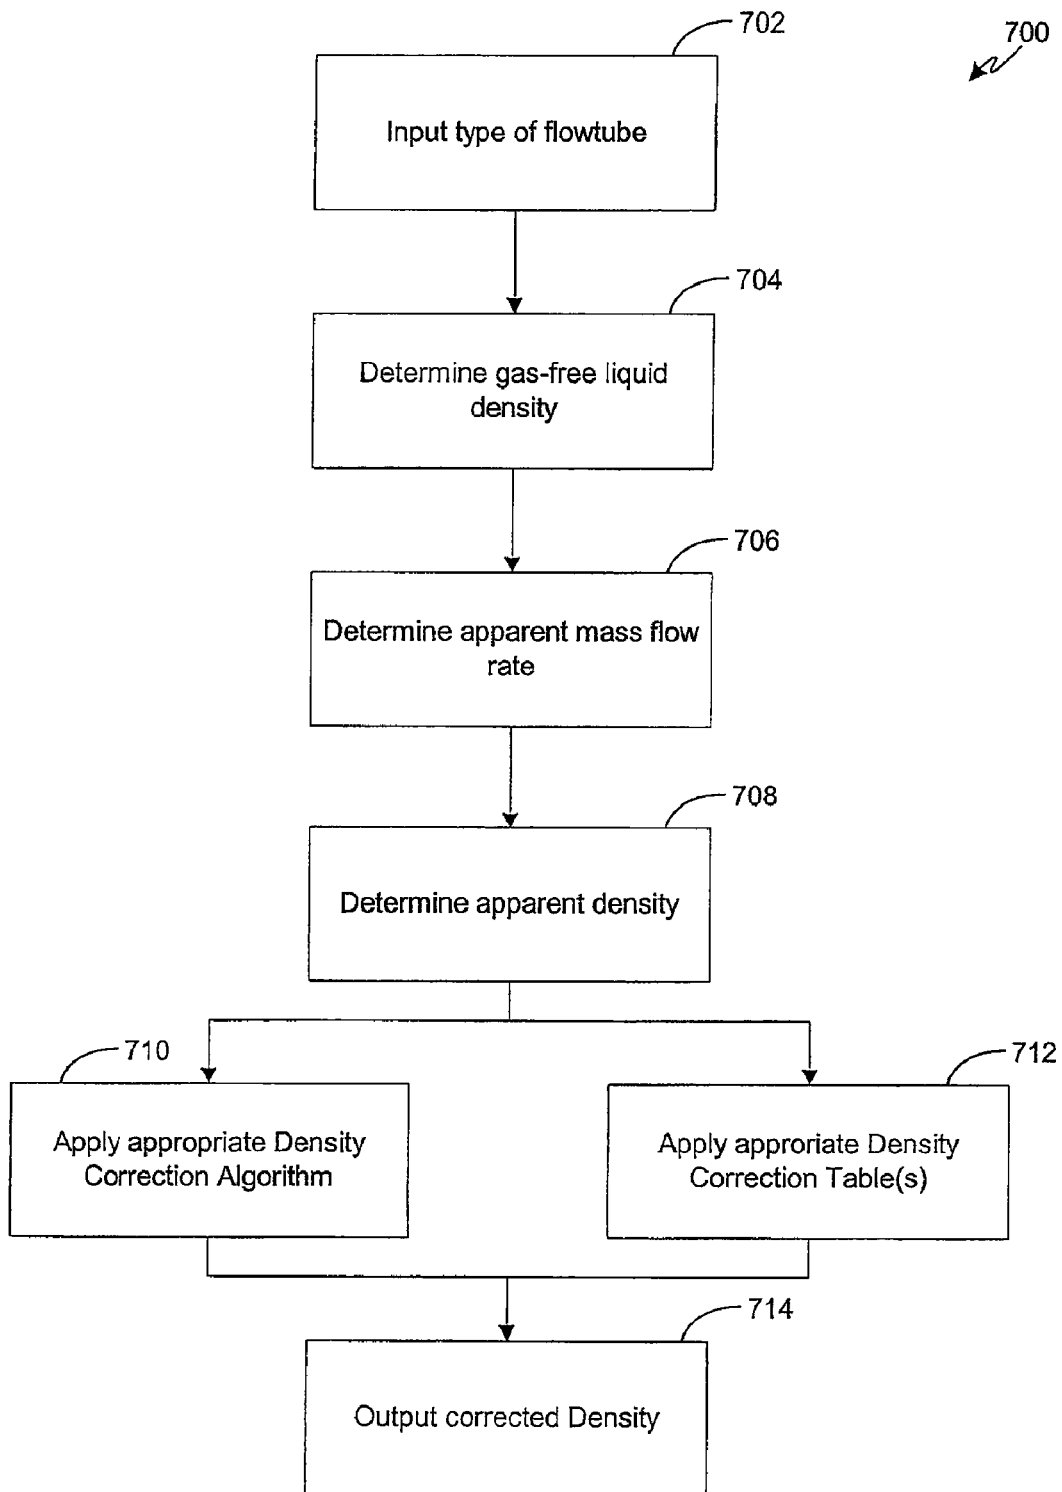 702
700
Input type of flowtube
704
Determine gas-free liquid
density
706
Determine apparent mass flow
rate
708
Determine apparent density
710
712
Apply appropriate Density
Correction Algorithm
Apply approriate Density
Correction Table(s)
714
Output corrected Density